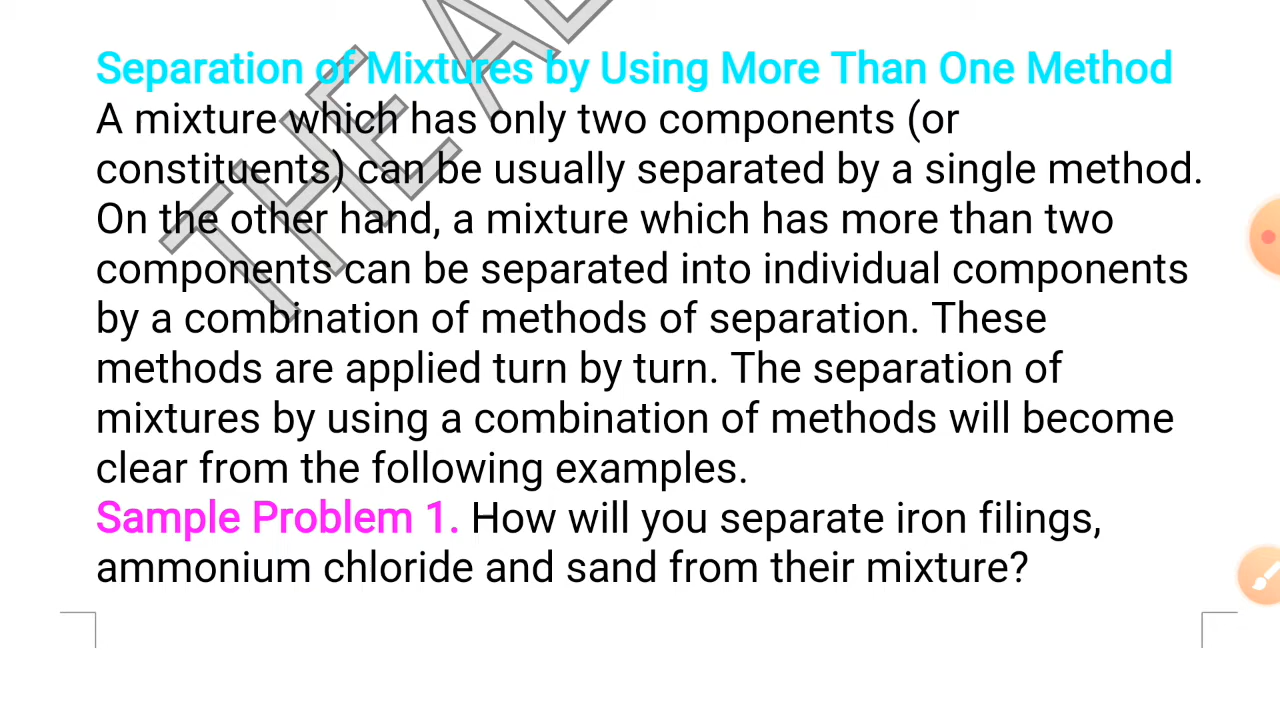 Separation of Mixtures by Using More Than One Method
A mixture which has only two components (or
constituents) can be usually separated by a single method.
On the other hand, a mixture which has more than two
components can be separated into individual components
by a combination of methods of separation. These
methods are applied turn by turn. The separation of
mixtures by using a combination of methods will become
clear from the following examples.
Sample Problem 1. How will you separate iron filings,
ammonium chloride and sand from their mixture?
THE